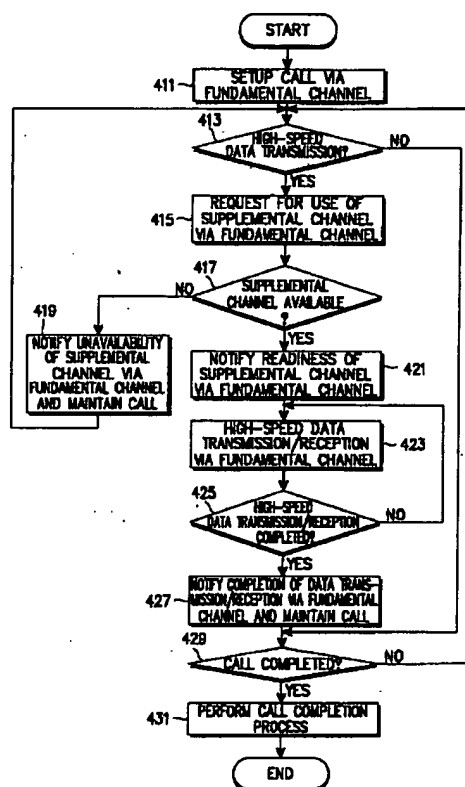 START
411
SETUP CALL VIA
FUNDAMENTAL CHANNEL
413
HIGH-SPEED
DATA TRANSMISSION?
NO
YES
415
REQUEST FOR USE OF
SUPPLEMENTAL CHANNEL
VIA FUNDAMENTAL CHANNEL
417
NO
SUPPLEMENTAL
CHANNEL AVAILABLE
?
YES
419
NOTIFY UNAVAILABILITY
OF SUPPLEMENTAL
CHANNEL VIA
FUNDAMENTAL CHANNEL
AND MAINTAIN CALL
NOTIFY READINESS OF
SUPPLEMENTAL CHANNEL
VIA FUNDAMENTAL CHANNEL
421
HIGH-SPEED DATA
TRANSMISSION/RECEPTION
VIA FUNDAMENTAL CHANNEL
423
425
HIGH-SPEED
DATA TRANSMISSION/RECEPTION
COMPLETED?
NO
YES
427
NOTIFY COMPLETION OF DATA TRANS-
MISSION/RECEPTION VIA FUNDAMENTAL
CHANNEL AND MAINTAIN CALL
429
CALL COMPLETED?
NO
YES
431
PERFORM CALL COMPLETION
PROCESS
END